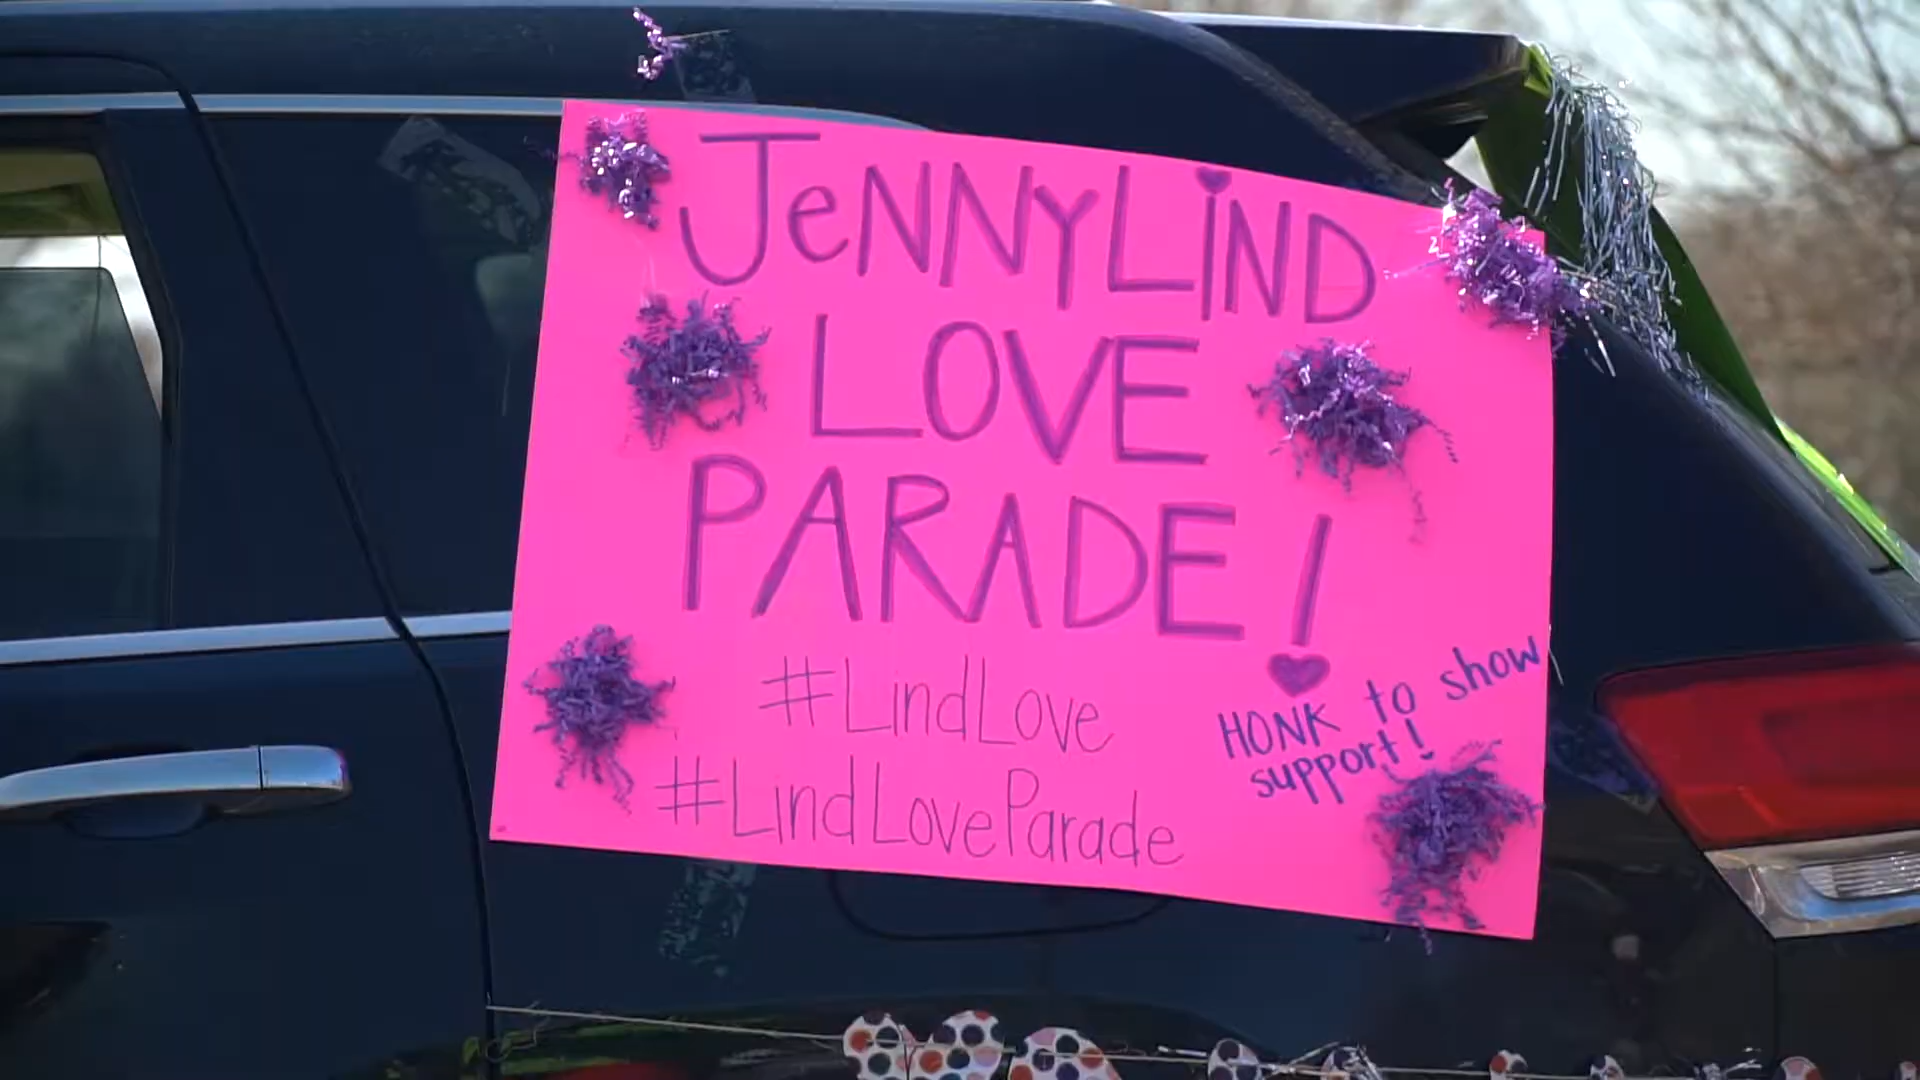 JeNNYLiND
LOVE
PARADE!
#LindLove
#LindLoveParade
HONK to show
support!